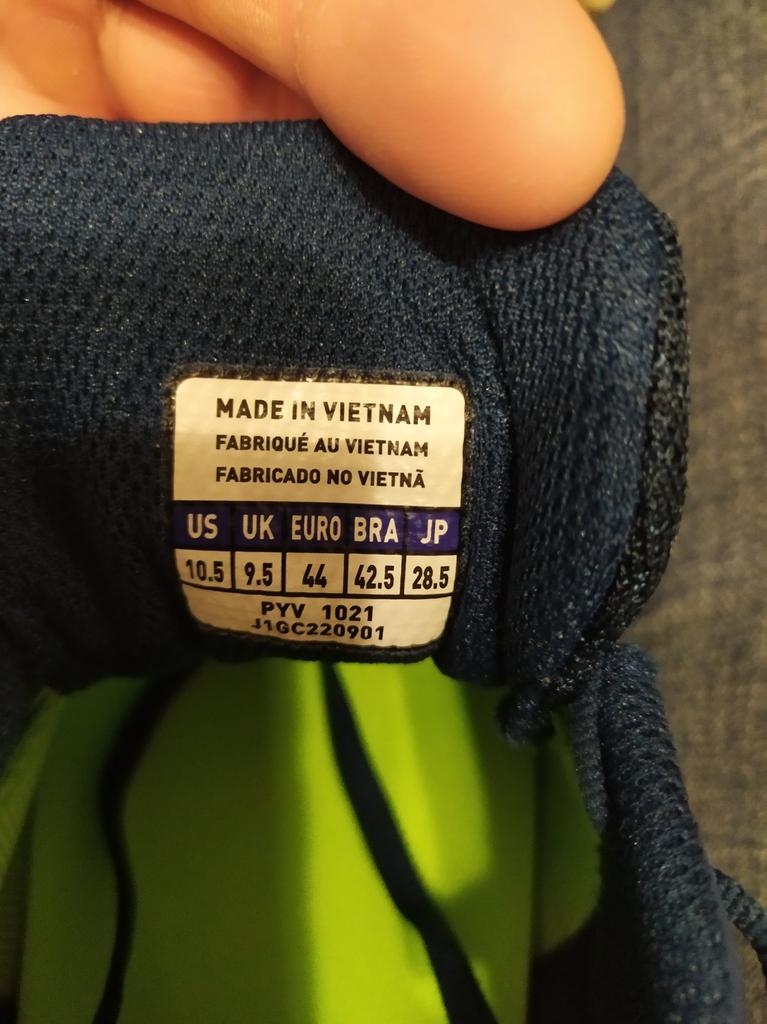 MADE IN VIETNAM
FABRIQUÉ AU VIETNAM
FABRICADO NO VIETNÃ
US UK EURO BRA JP
10.5 9.5 44 42.5 28.5
PYV 1021
J1GC220901